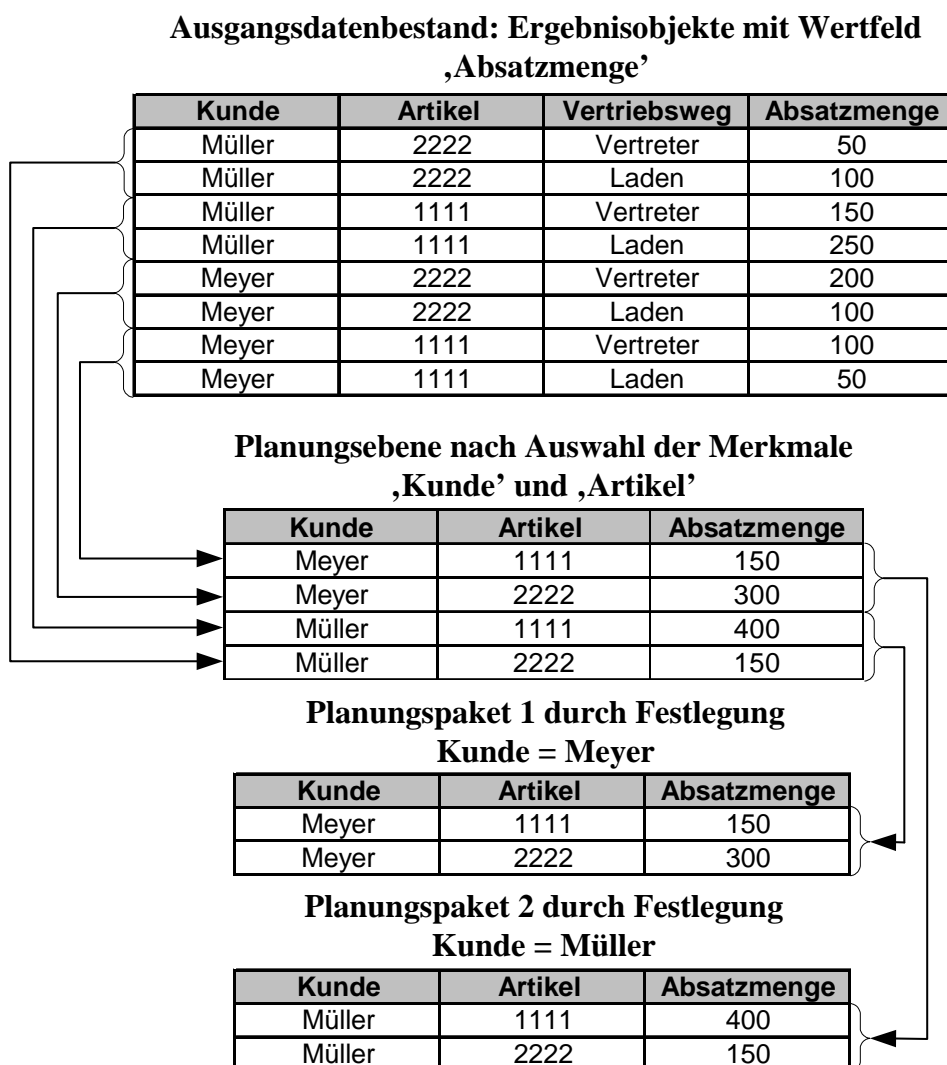 Ausgangsdatenbestand: Ergebnisobjekte mit Wertfeld
‚Absatzmenge’
Kunde Artikel Vertriebsweg Absatzmenge
Müller 2222 Vertreter 50
Müller 2222 Laden 100
Müller 1111 Vertreter 150
Müller 1111 Laden 250
Meyer 2222 Vertreter 200
Meyer 2222 Laden 100
Meyer 1111 Vertreter 100
Meyer 1111 Laden 50
Planungsebene nach Auswahl der Merkmale
‚Kunde’ und ‚Artikel’
Kunde Artikel Absatzmenge
Meyer 1111 150
Meyer 2222 300
Müller 1111 400
Müller 2222 150
Planungspaket 1 durch Festlegung
Kunde = Meyer
Kunde Artikel Absatzmenge
Meyer 1111 150
Meyer 2222 300
Planungspaket 2 durch Festlegung
Kunde = Müller
Kunde Artikel Absatzmenge
Müller 1111 400
Müller 2222 150